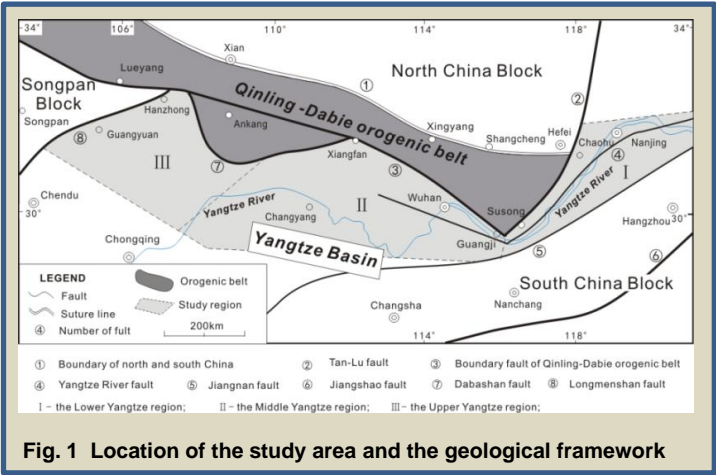 34° 106° 110° 114° 118° 34°
Xian
Lueyang
North China Block
①
②
Songpan
Block
Qinling -Dabie orogenic belt
Hanzhong
Songpan
Ankang
Xingyang
Hefei
Shangcheng
Chaohu
④
Nanjing
⑧
Guangyuan
Xiangfan
III
⑦
③
I
Yangtze River
Chendu
Yangtze River
Wuhan
Susong
30°
II
Changyang
Hangzhou
30°
Guangji
Chongqing
Yangtze Basin
⑤
⑥
South China Block
LEGEND
Orogenic belt
Fault
Study region
Suture line
④ Number of fult
200km
Changsha
Nanchang
114° 118°
① Boundary of north and south China ② Tan-Lu fault ③ Boundary fault of Qinling-Dabie orogenic belt
④ Yangtze River fault ⑤ Jiangnan fault ⑥ Jiangshao fault ⑦ Dabashan fault ⑧ Longmenshan fault
I - the Lower Yangtze region; II - the Middle Yangtze region; III - the Upper Yangtze region;
Fig. 1 Location of the study area and the geological framework